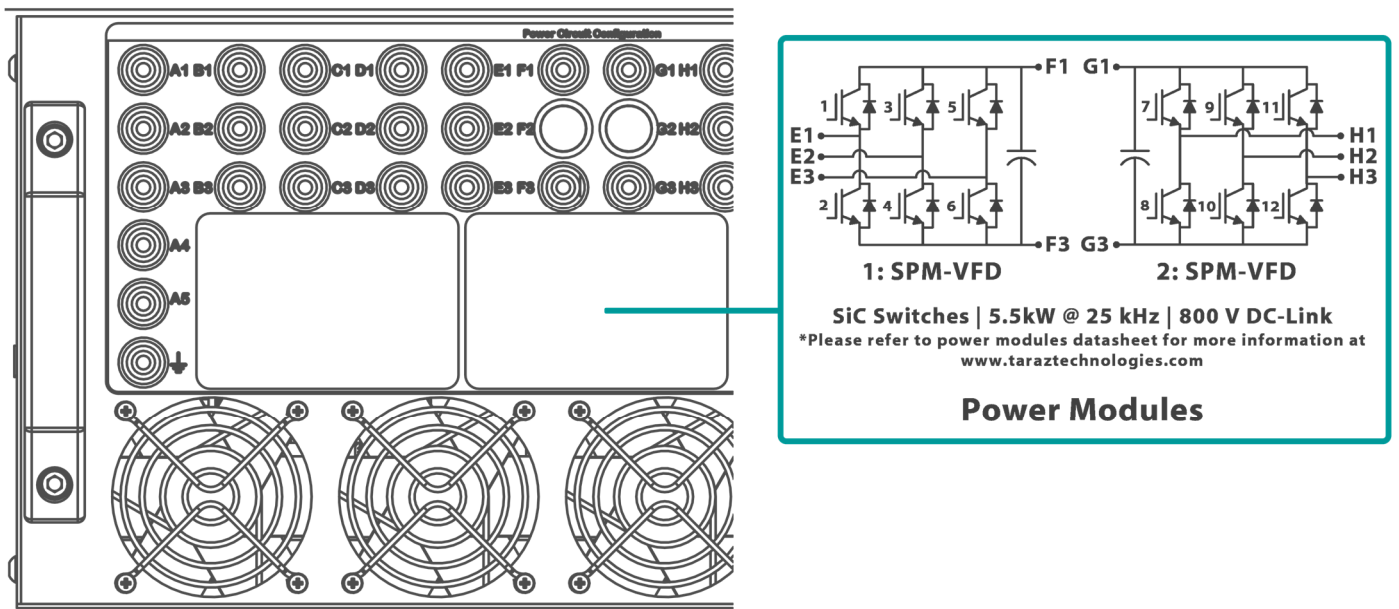 Power Circuit Configuration
A1 B1 C1 D1 E1 F1 G1 H1
A2 B2 C2 D2 E2 F2 G2 H2
A3 B3 C3 D3 E3 F3 G3 H3
A4
A5
F1 G1
1 3 5 7 9 11
E1 H1
E2 H2
E3 H3
2 4 6 8 10 12
F3 G3
1: SPM-VFD 2: SPM-VFD
SiC Switches | 5.5kW @ 25 kHz | 800 V DC-Link
*Please refer to power modules datasheet for more information at
www.taraztechnologies.com
Power Modules